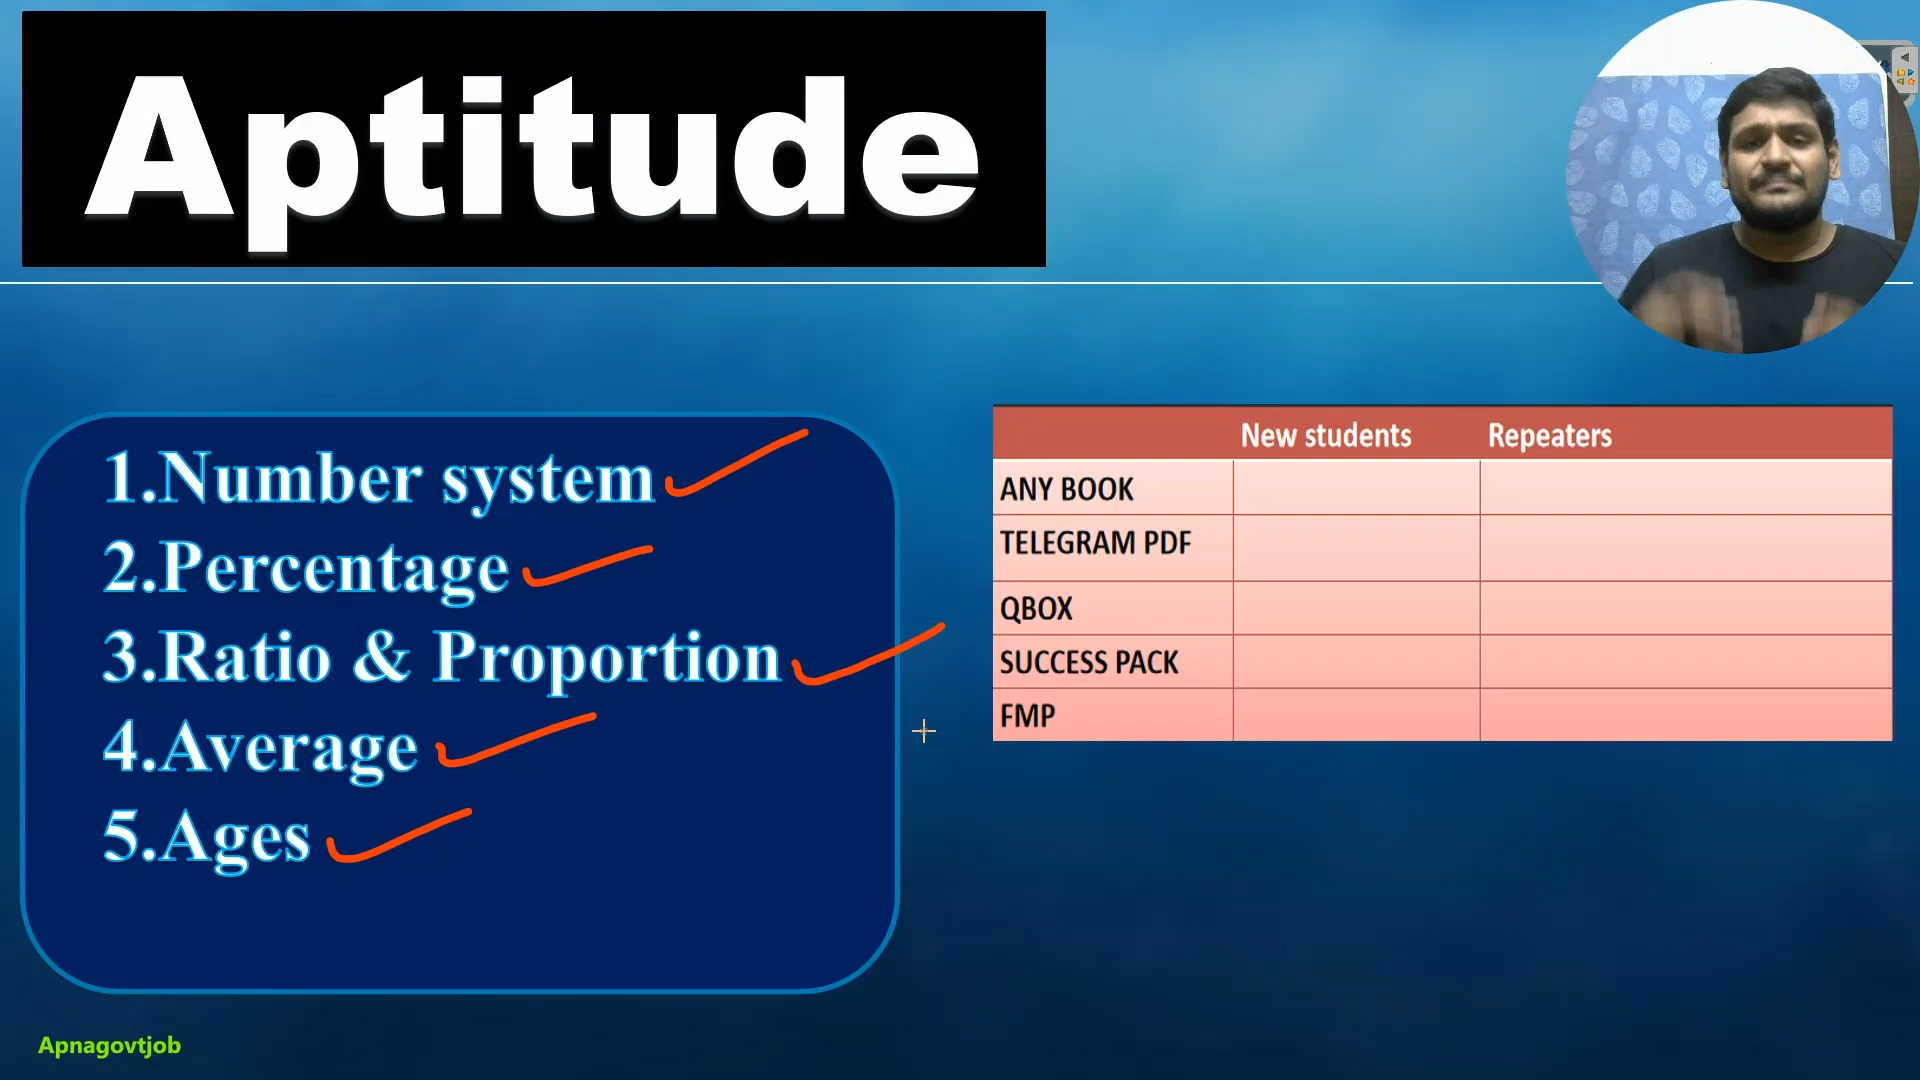 Aptitude
1.Number system
2.Percentage
3.Ratio & Proportion
4.Average
5.Ages
New students Repeaters
ANY BOOK
TELEGRAM PDF
QBOX
SUCCESS PACK
FMP
Apnagovtjob